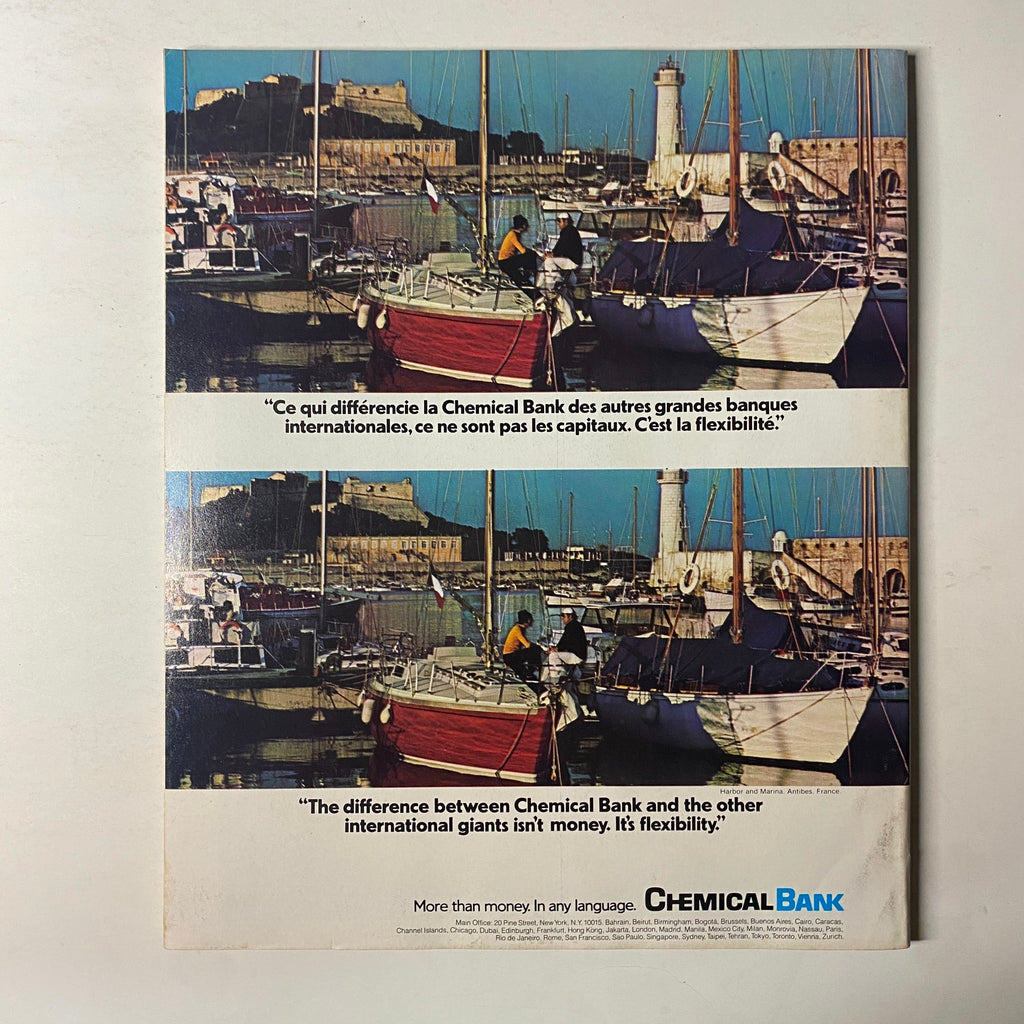 “Ce qui différencie la Chemical Bank des autres grandes banques
internationales, ce ne sont pas les capitaux. C’est la flexibilité.”
Harbor and Marina, Antibes, France.
“The difference between Chemical Bank and the other
international giants isn’t money. It’s flexibility.”
More than money. In any language. CHEMICAL BANK
Main Office: 20 Pine Street, New York, N.Y. 10015. Bahrain, Beirut, Birmingham, Bogotá, Brussels, Buenos Aires, Cairo, Caracas,
Channel Islands, Chicago, Dubai, Edinburgh, Frankfurt, Hong Kong, Jakarta, London, Madrid, Manila, Mexico City, Milan, Monrovia, Nassau, Paris,
Rio de Janeiro, Rome, San Francisco, Sao Paulo, Singapore, Sydney, Taipei, Tehran, Tokyo, Toronto, Vienna, Zurich.